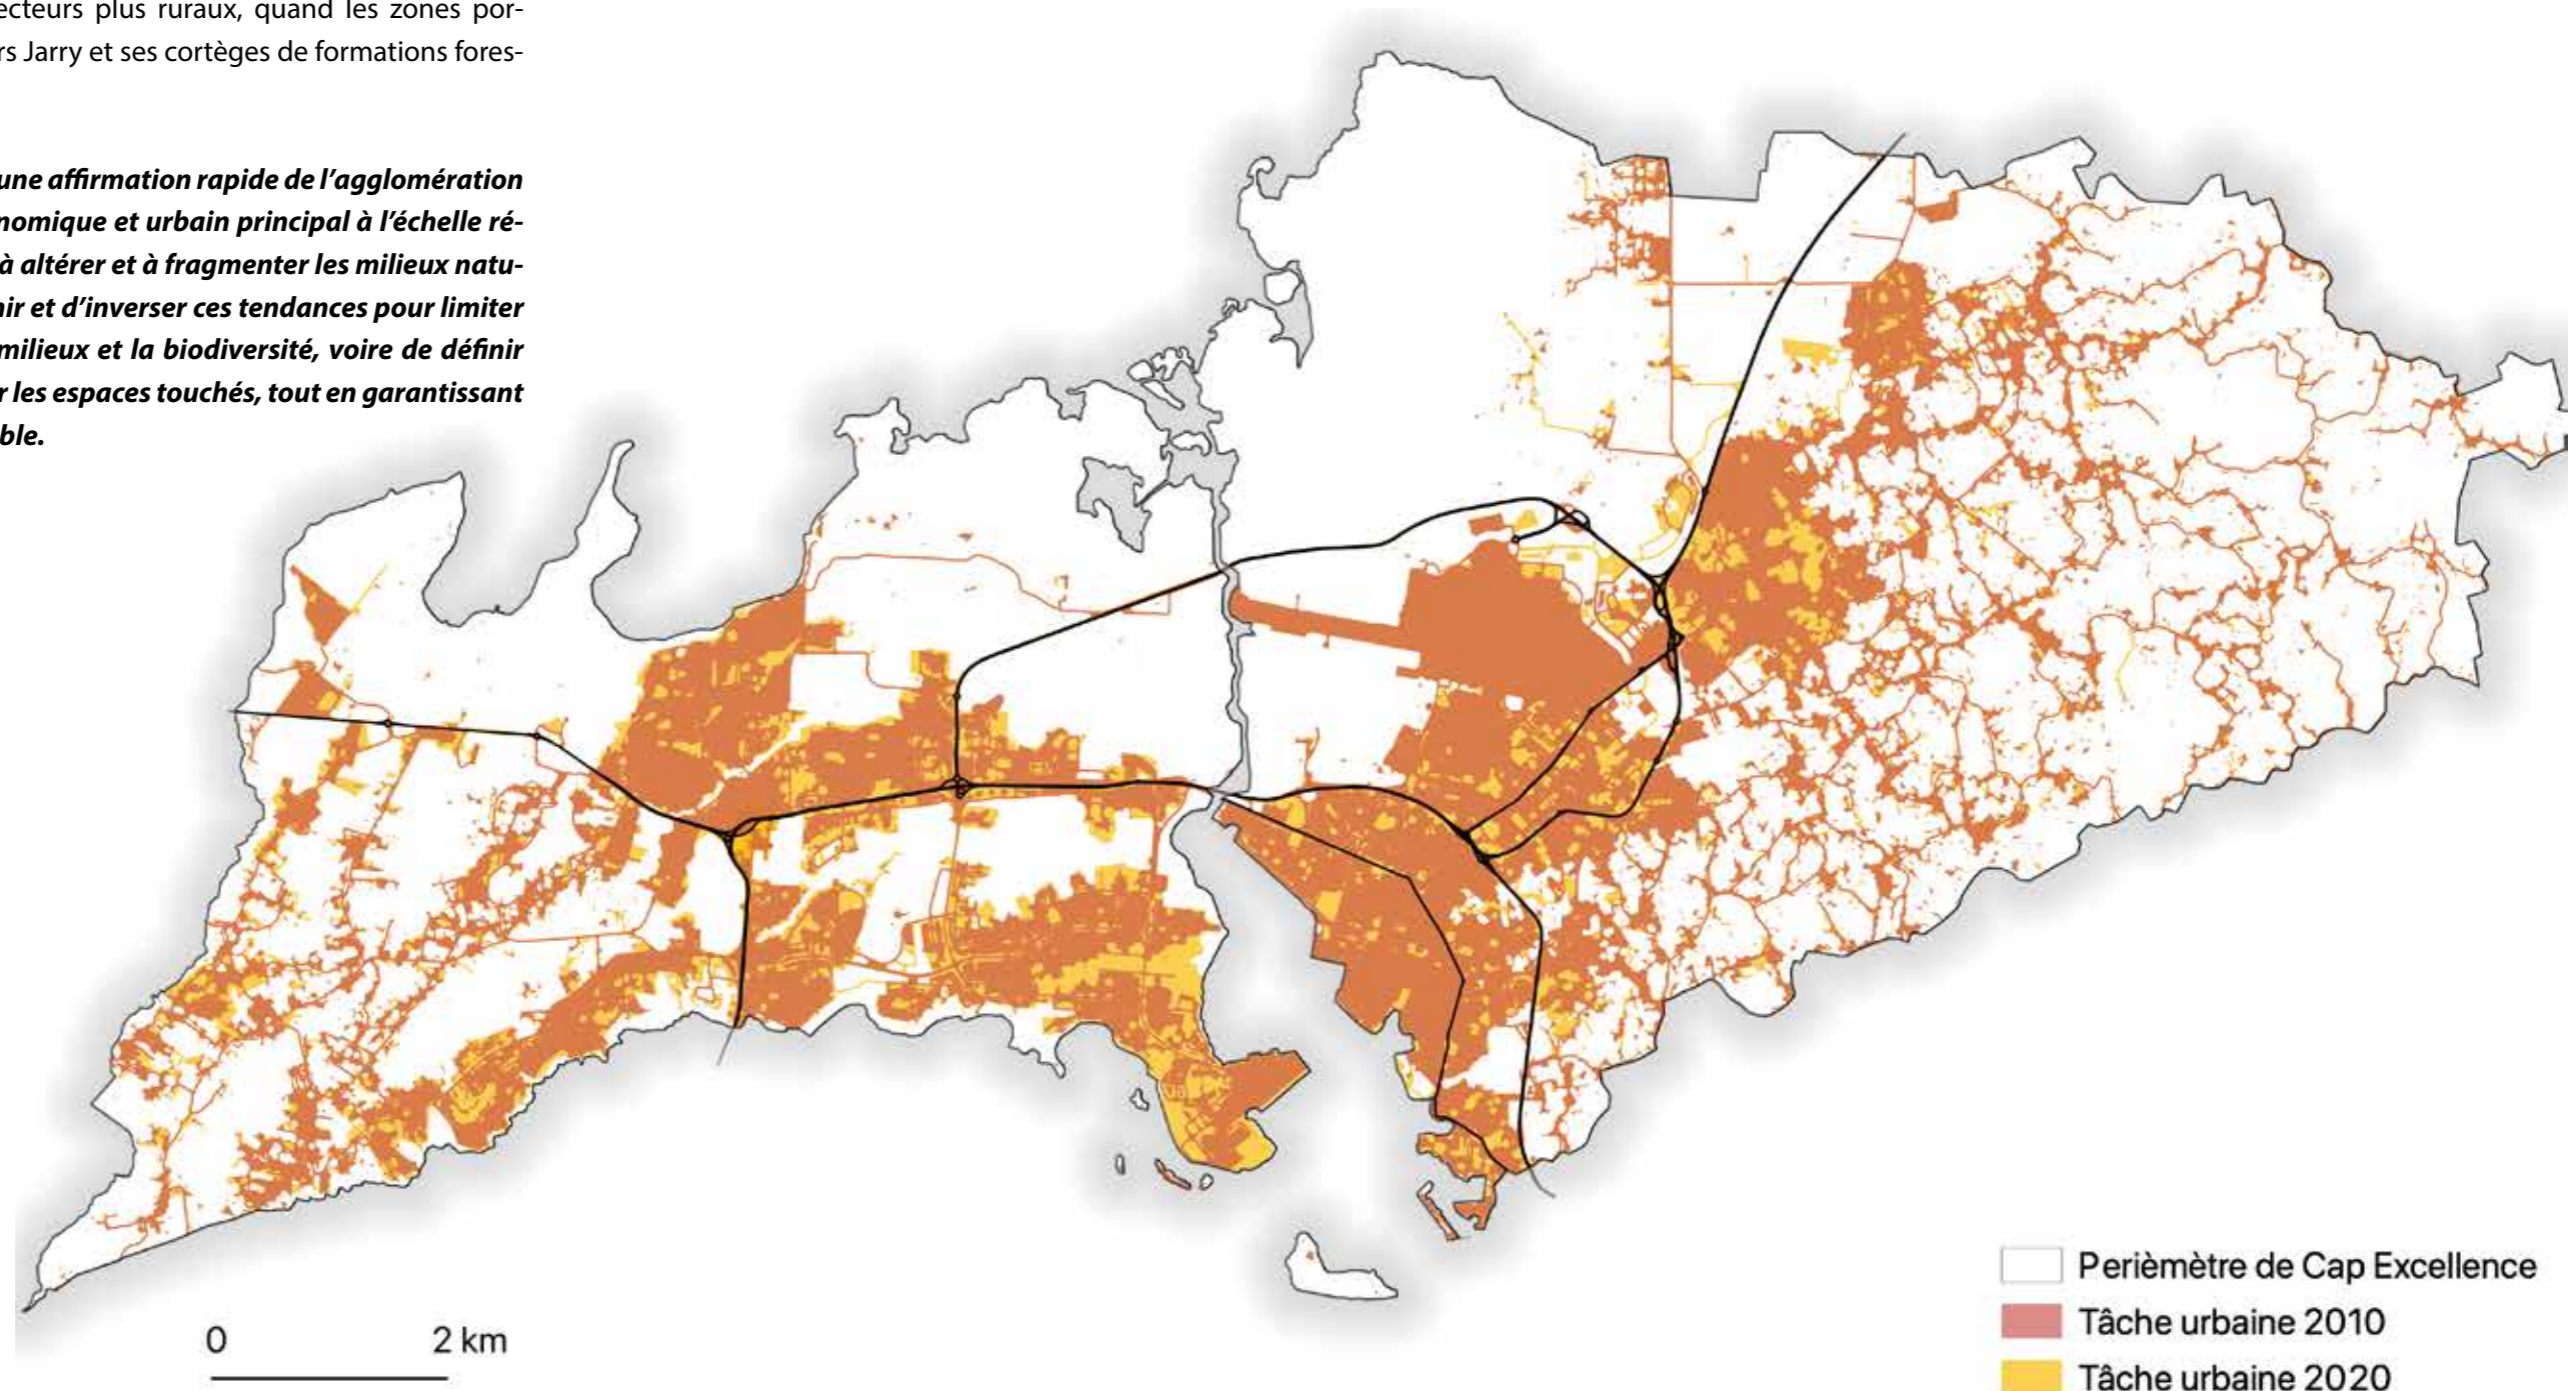 ecteurs plus ruraux, quand les zones por-
rs Jarry et ses cortèges de formations fores-
une affirmation rapide de l'agglomération
nomique et urbain principal à l'échelle ré-
à altérer et à fragmenter les milieux natu-
nir et d'inverser ces tendances pour limiter
milieux et la biodiversité, voire de définir
r les espaces touchés, tout en garantissant
ble.
0 2 km
Perièmètre de Cap Excellence
Tâche urbaine 2010
Tâche urbaine 2020